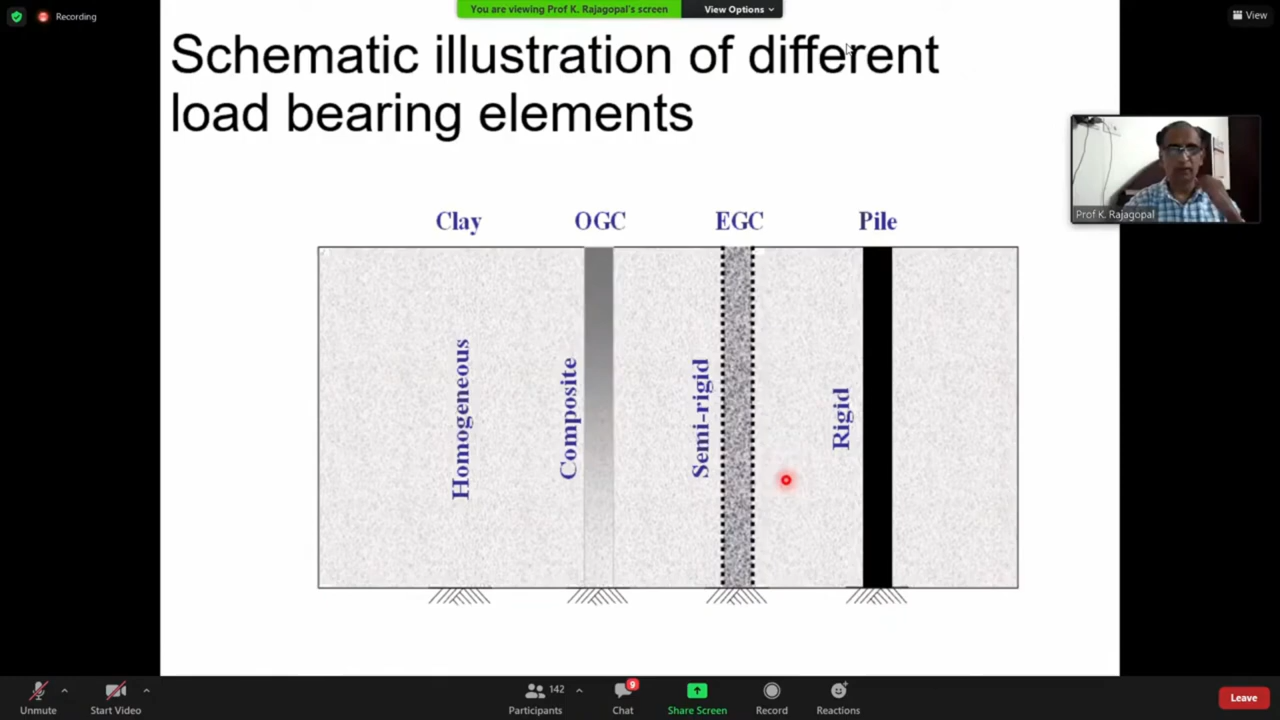 Recording
You are viewing Prof K. Rajagopal's screen
View Options
View
Schematic illustration of different
load bearing elements
Prof K. Rajagopal
Clay
OGC
EGC
Pile
Homogeneous
Composite
Semi-rigid
Rigid
Unmute
Start Video
142
Participants
9
Chat
Share Screen
Record
Reactions
Leave